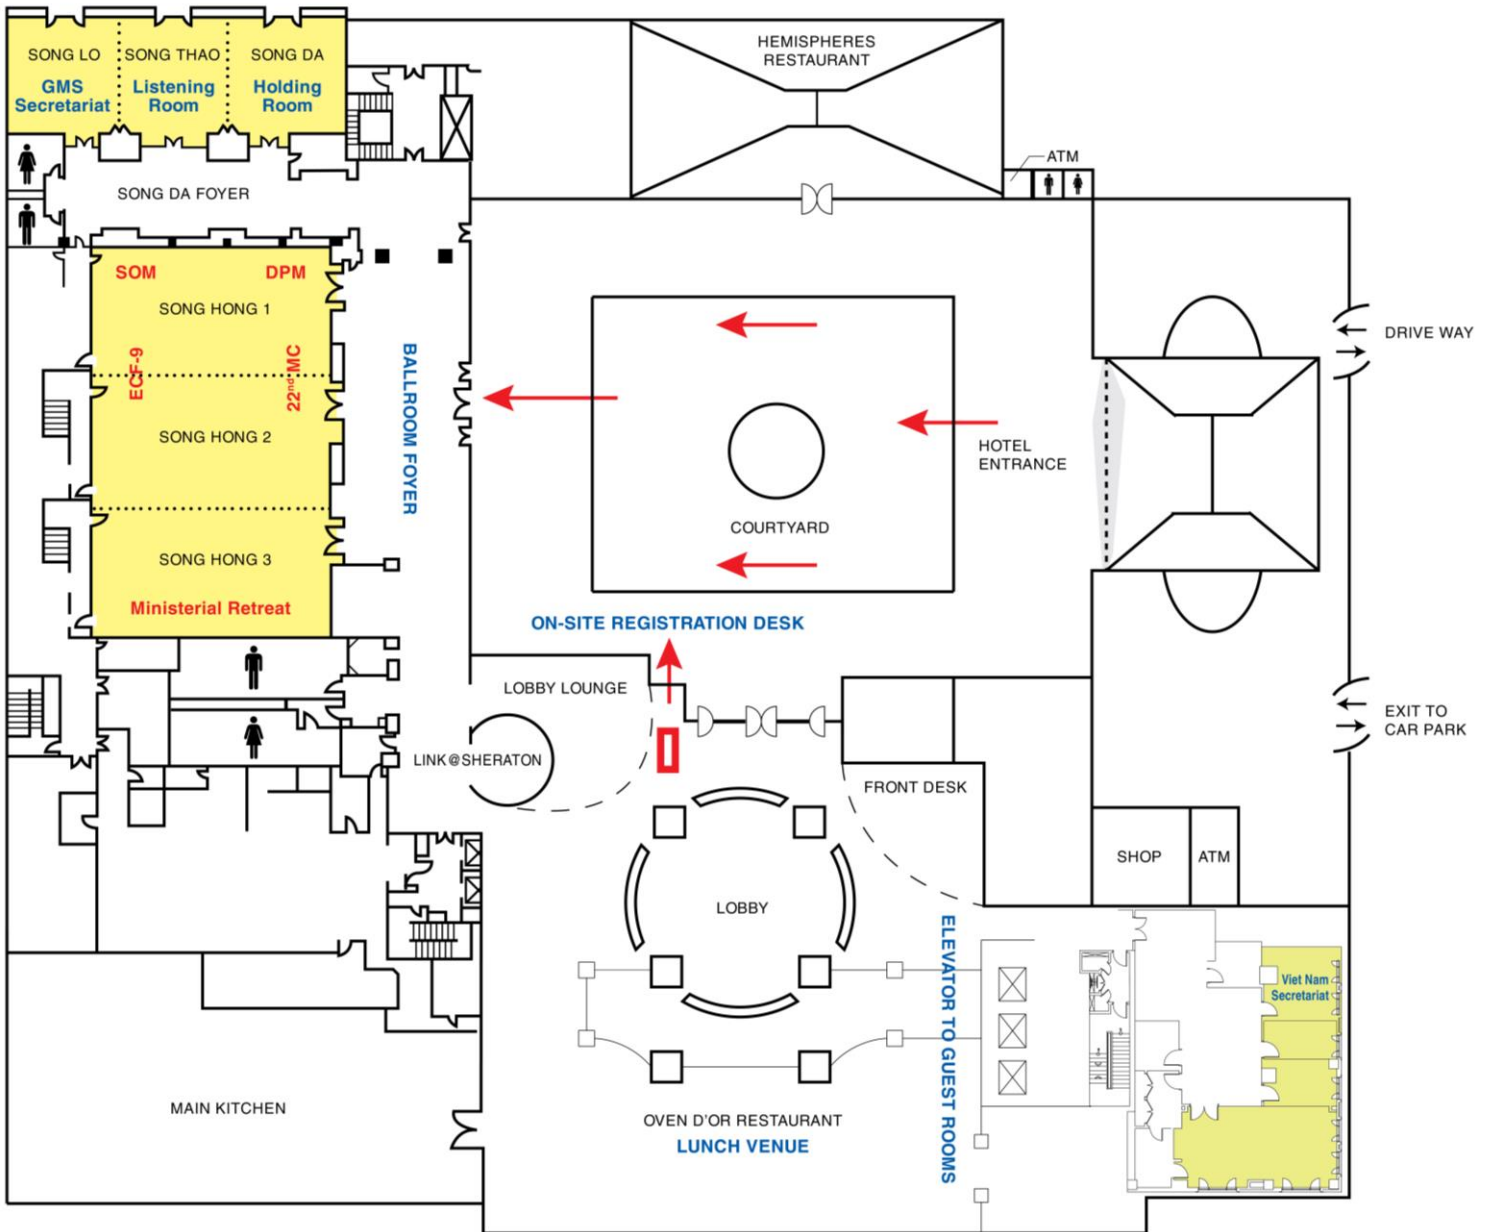 SONG LO
GMS
Secretariat
SONG THAO
Listening
Room
SONG DA
Holding
Room
HEMISPHERES
RESTAURANT
ATM
SONG DA FOYER
SOM
DPM
SONG HONG 1
ECF-9
22nd MC
SONG HONG 2
SONG HONG 3
Ministerial Retreat
BALLROOM FOYER
DRIVE WAY
HOTEL
ENTRANCE
COURTYARD
ON-SITE REGISTRATION DESK
LOBBY LOUNGE
LINK@SHERATON
EXIT TO
CAR PARK
FRONT DESK
SHOP
ATM
LOBBY
ELEVATOR TO GUEST ROOMS
Viet Nam
Secretariat
MAIN KITCHEN
OVEN D'OR RESTAURANT
LUNCH VENUE